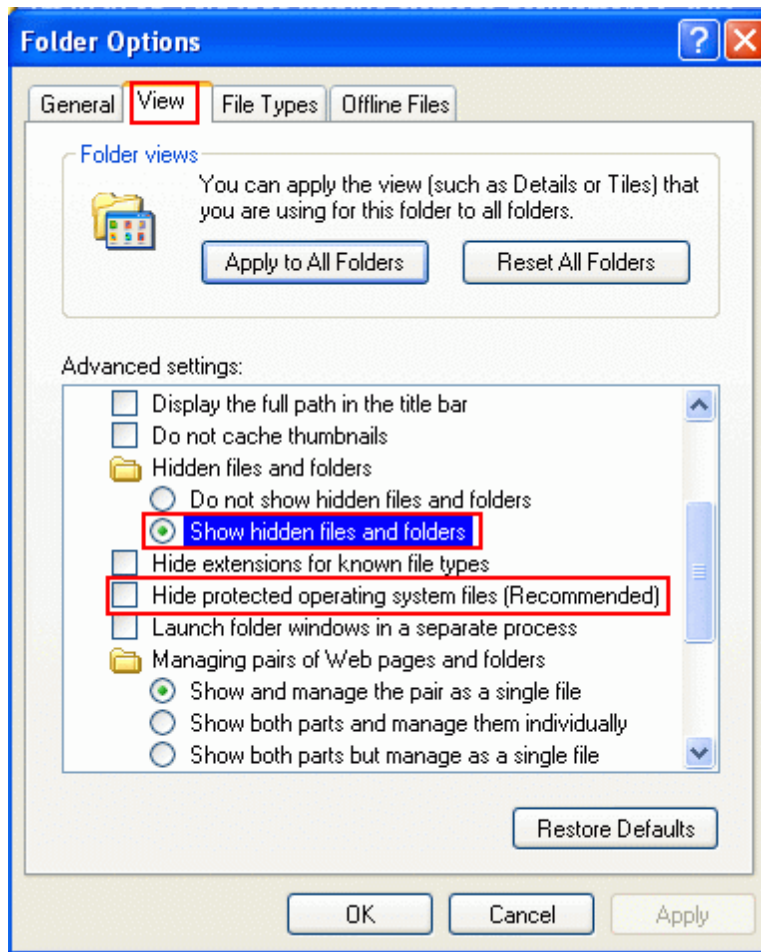 Folder Options
General
View
File Types
Offline Files
Folder views
You can apply the view (such as Details or Tiles) that
you are using for this folder to all folders.
Apply to All Folders
Reset All Folders
Advanced settings:
Display the full path in the title bar
Do not cache thumbnails
Hidden files and folders
Do not show hidden files and folders
Show hidden files and folders
Hide extensions for known file types
Hide protected operating system files (Recommended)
Launch folder windows in a separate process
Managing pairs of Web pages and folders
Show and manage the pair as a single file
Show both parts and manage them individually
Show both parts but manage as a single file
Restore Defaults
OK
Cancel
Apply